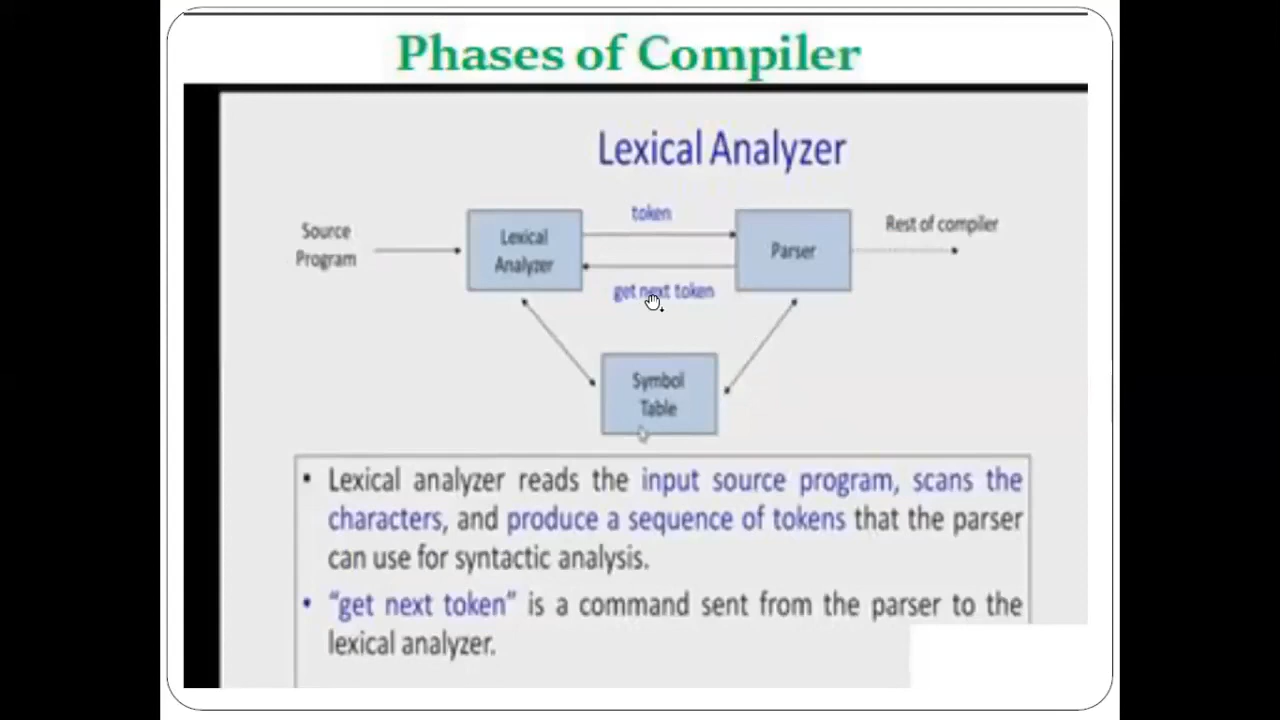 Phases of Compiler
Lexical Analyzer
Source
Program
Lexical
Analyzer
token
get next token
Parser
Rest of compiler
Symbol
Table
• Lexical analyzer reads the input source program, scans the
characters, and produce a sequence of tokens that the parser
can use for syntactic analysis.
• “get next token” is a command sent from the parser to the
lexical analyzer.